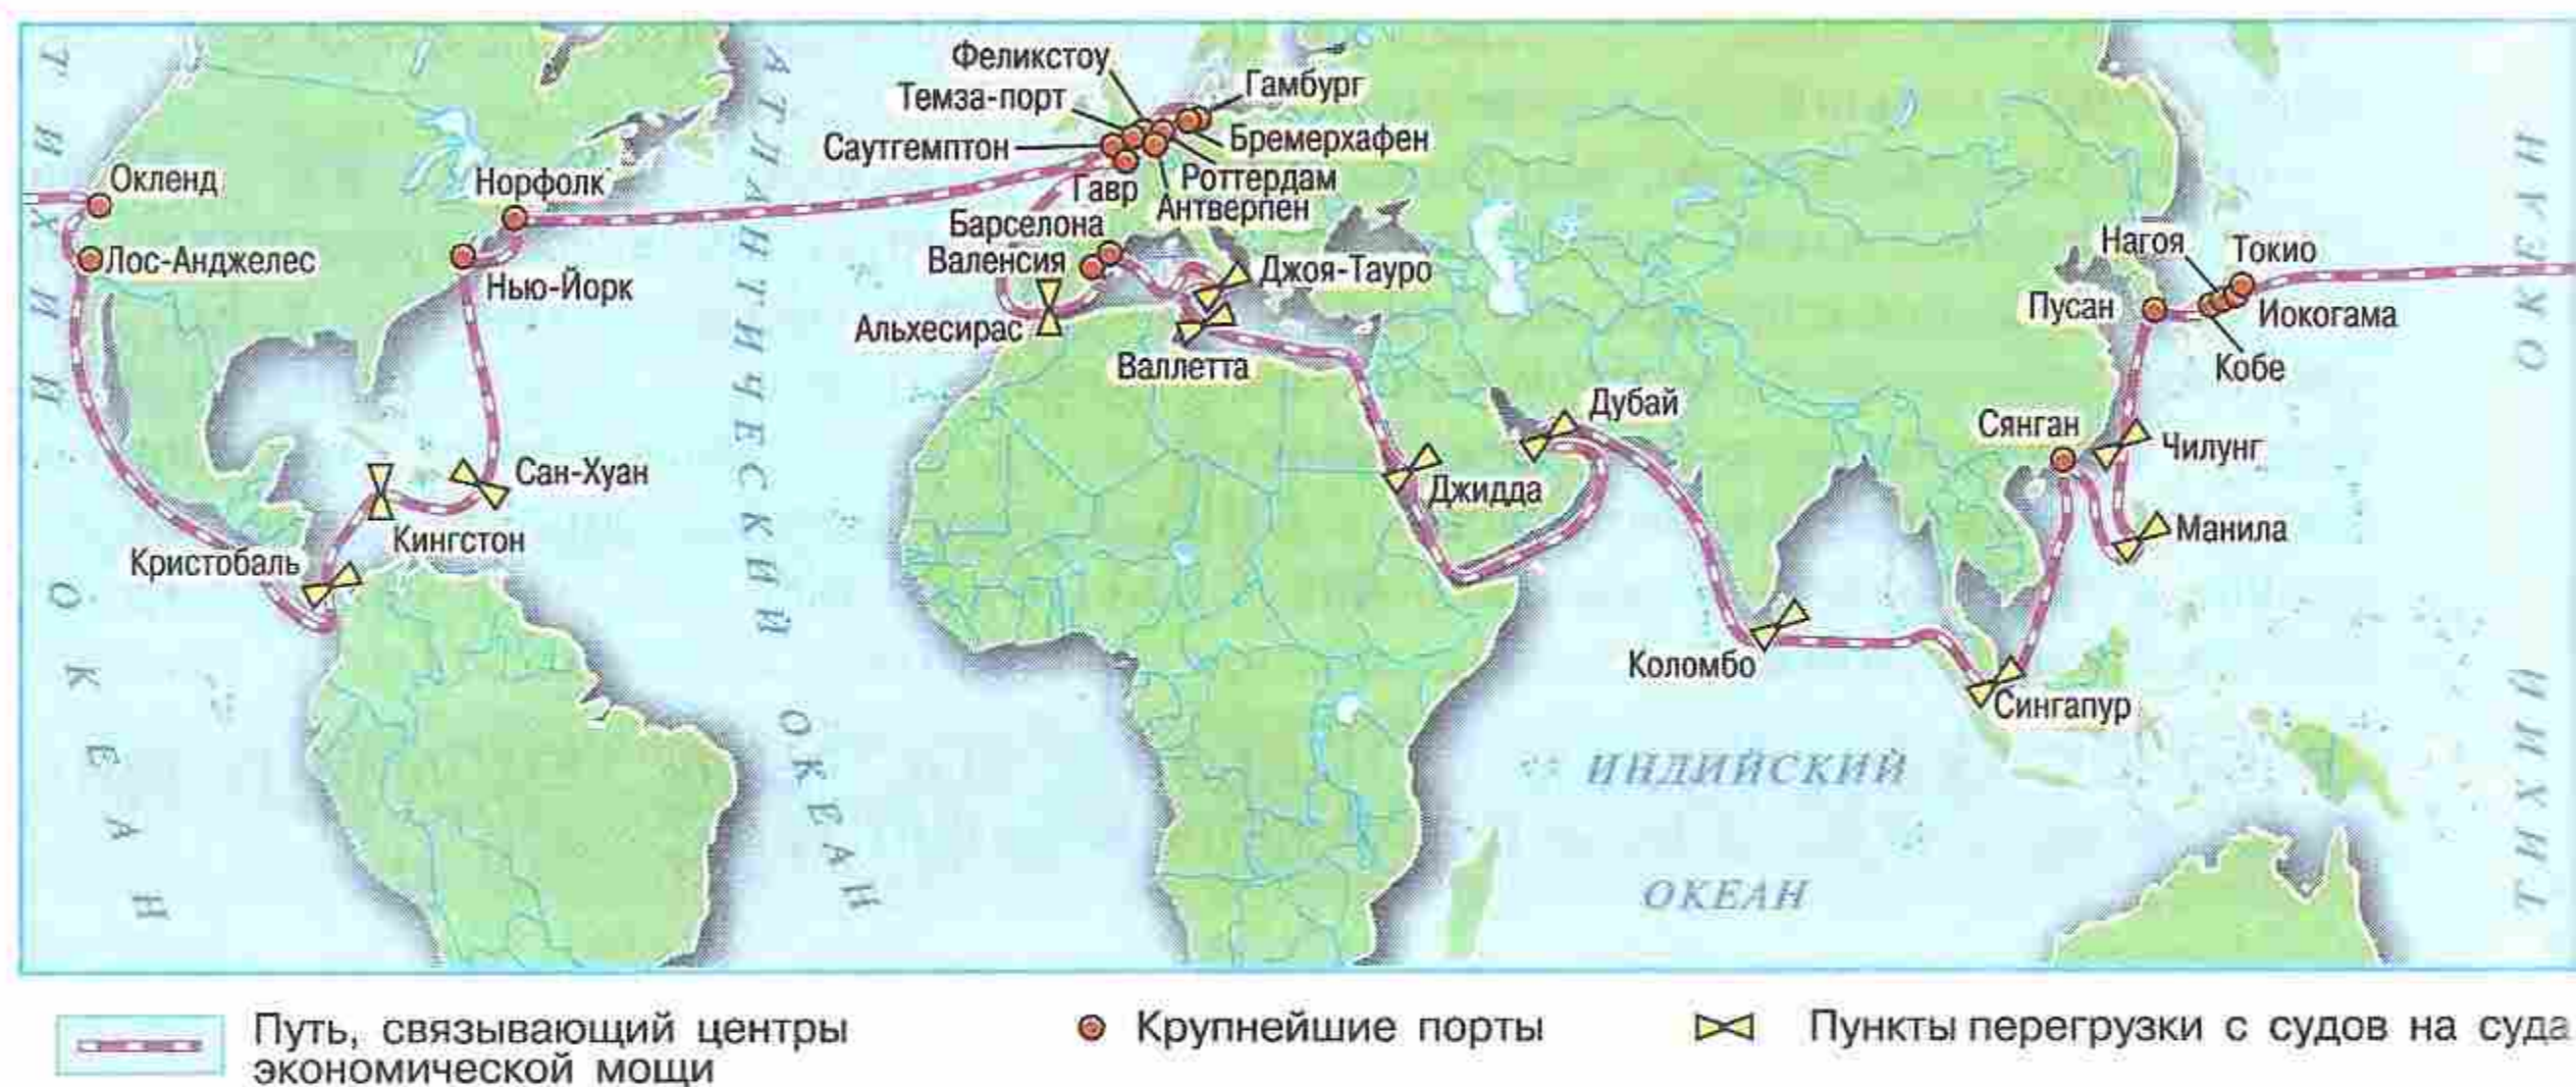 Феликстоу
Темза-порт
Саутгемптон
Гамбург
Бремерхафен
Роттердам
Антверпен
Гавр
Барселона
Валенсия
Альхесирас
Джоя-Тауро
Валлетта
Окленд
Лос-Анджелес
Норфолк
Нью-Йорк
Сан-Хуан
Кингстон
Кристобаль
Джидда
Дубай
Коломбо
Сингапур
Сянган
Чилунг
Манила
Пусан
Нагоя
Токио
Иокогама
Кобе
ТИХИЙ ОКЕАН
АТЛАНТИЧЕСКИЙ ОКЕАН
ИНДИЙСКИЙ
ОКЕАН
ТИХИЙ ОКЕАН
Путь, связывающий центры
экономической мощи
Крупнейшие порты
Пункты перегрузки с судов на суда